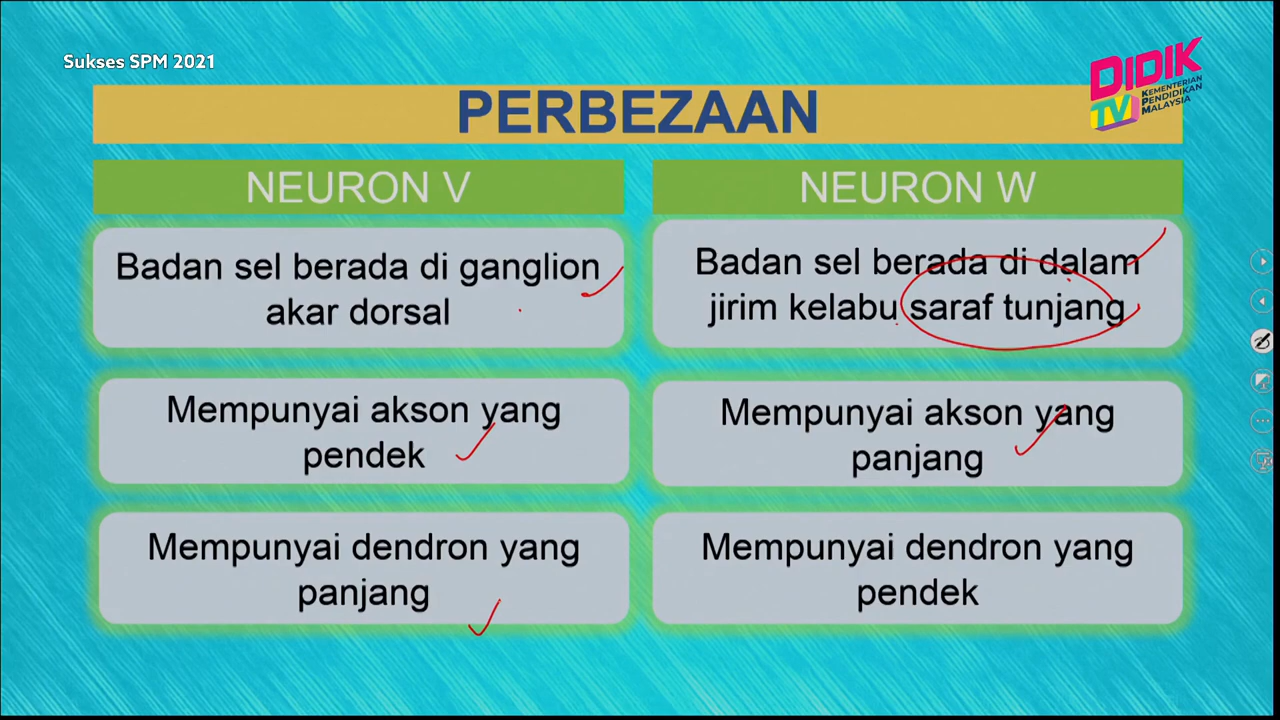 Sukses SPM 2021
DIDIK
TV
KEMENTERIAN
PENDIDIKAN
MALAYSIA
PERBEZAAN
NEURON V
NEURON W
Badan sel berada di ganglion
akar dorsal
Badan sel berada di dalam
jirim kelabu saraf tunjang
Mempunyai akson yang
pendek
Mempunyai akson yang
panjang
Mempunyai dendron yang
panjang
Mempunyai dendron yang
pendek